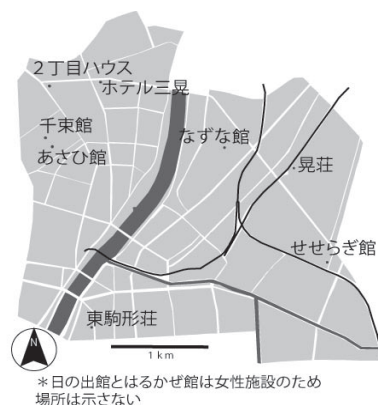 2丁目ハウス
ホテル三晃
千束館
あさひ館
なずな館
晃荘
せせらぎ館
東駒形荘
N
1 km
＊日の出館とはるかぜ館は女性施設のため
場所は示さない